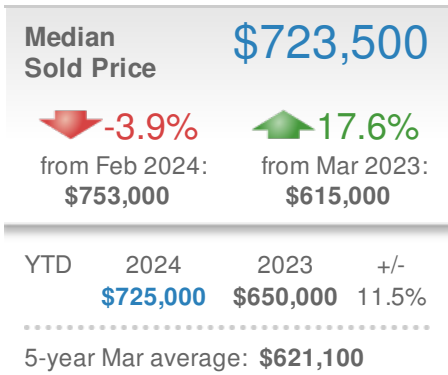 Median
Sold Price
$723,500
-3.9%
from Feb 2024:
$753,000
17.6%
from Mar 2023:
$615,000
YTD 2024 2023 +/-
$725,000 $650,000 11.5%
5-year Mar average: $621,100